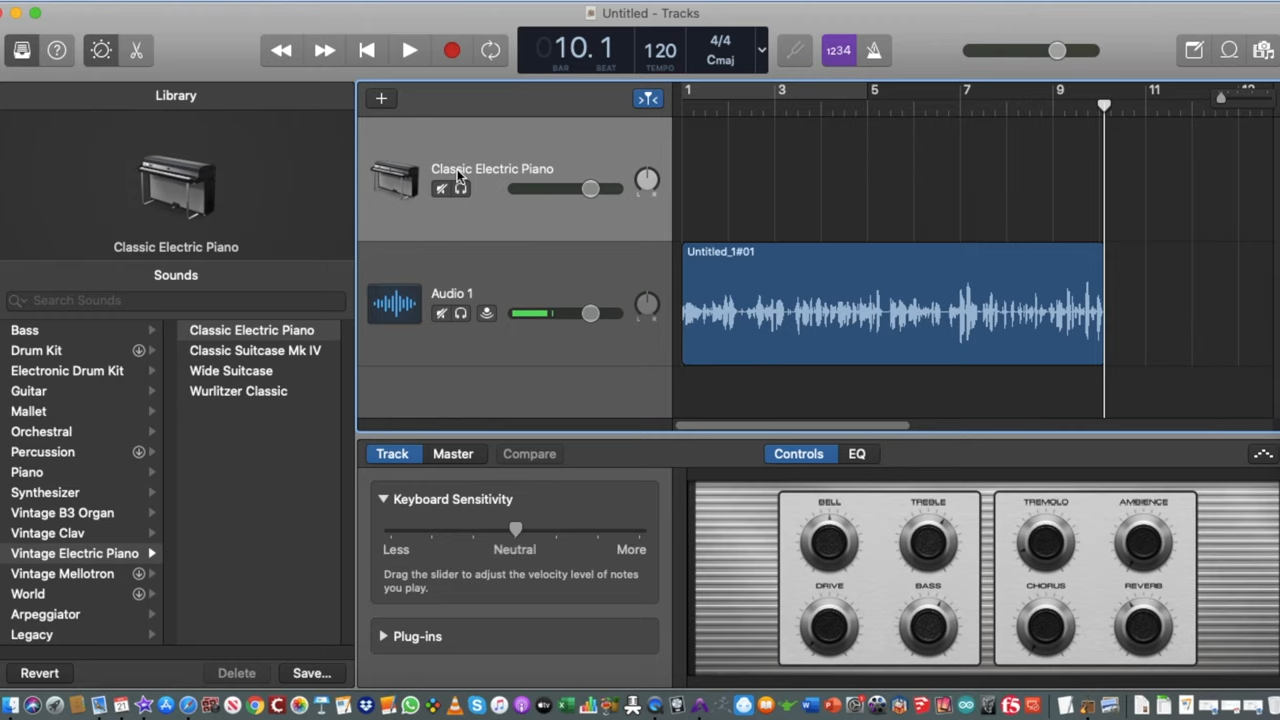 Untitled - Tracks
010.1
BAR BEAT
120
TEMPO
4/4
Cmaj
1234
Library
Classic Electric Piano
Sounds
Search Sounds
Bass
Drum Kit
Electronic Drum Kit
Guitar
Mallet
Orchestral
Percussion
Piano
Synthesizer
Vintage B3 Organ
Vintage Clav
Vintage Electric Piano
Vintage Mellotron
World
Arpeggiator
Legacy
Classic Electric Piano
Classic Suitcase Mk IV
Wide Suitcase
Wurlitzer Classic
Revert
Delete
Save...
1 3 5 7 9 11
Classic Electric Piano
L R
Audio 1
L R
Untitled_1#01
Track
Master
Compare
Controls
EQ
Keyboard Sensitivity
Less Neutral More
Drag the slider to adjust the velocity level of notes
you play.
Plug-ins
BELL TREBLE
TREMOLO AMBIENCE
DRIVE BASS
CHORUS REVERB